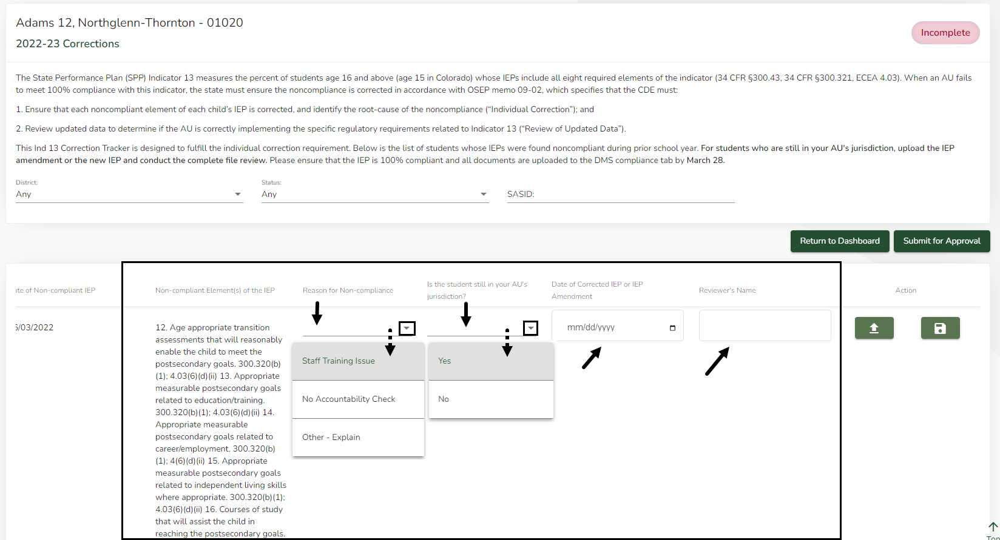 Adams 12, Northglenn-Thornton - 01020
2022-23 Corrections
Incomplete
The State Performance Plan (SPP) Indicator 13 measures the percent of students age 16 and above (age 15 in Colorado) whose IEPs include all eight required elements of the indicator (34 CFR §300.43, 34 CFR §300.321, ECEA 4.03). When an AU fails
to meet 100% compliance with this indicator, the state must ensure the noncompliance is corrected in accordance with OSEP memo 09-02, which specifies that the CDE must:
1. Ensure that each noncompliant element of each child's IEP is corrected, and identify the root-cause of the noncompliance (“Individual Correction”); and
2. Review updated data to determine if the AU is correctly implementing the specific regulatory requirements related to Indicator 13 (“Review of Updated Data”).
This Ind 13 Correction Tracker is designed to fulfill the individual correction requirement. Below is the list of students whose IEPs were found noncompliant during prior school year. For students who are still in your AU's jurisdiction, upload the IEP
amendment or the new IEP and conduct the complete file review. Please ensure that the IEP is 100% compliant and all documents are uploaded to the DMS compliance tab by March 28.
District:
Any
Status:
Any
SASID:
Return to Dashboard
Submit for Approval
te of Non-compliant IEP
Non-compliant Element(s) of the IEP
Reason for Non-compliance
Is the student still in your AU's
jurisdiction?
Date of Corrected IEP or IEP
Amendment
Reviewer's Name
Action
/03/2022
12. Age appropriate transition
assessments that will reasonably
enable the child to meet the
postsecondary goals. 300.320(b)
(1); 4.03(6)(d)(ii) 13. Appropriate
measurable postsecondary goals
related to education/training.
300.320(b)(1); 4.03(6)(d)(ii) 14.
Appropriate measurable
postsecondary goals related to
career/employment. 300.320(b)
(1); 4(6)(d)(ii) 15. Appropriate
measurable postsecondary goals
related to independent living skills
where appropriate. 300.320(b)(1);
4.03(6)(d)(ii) 16. Courses of study
that will assist the child in
reaching the postsecondary goals.
Staff Training Issue
No Accountability Check
Other - Explain
Yes
No
mm/dd/yyyy
Top